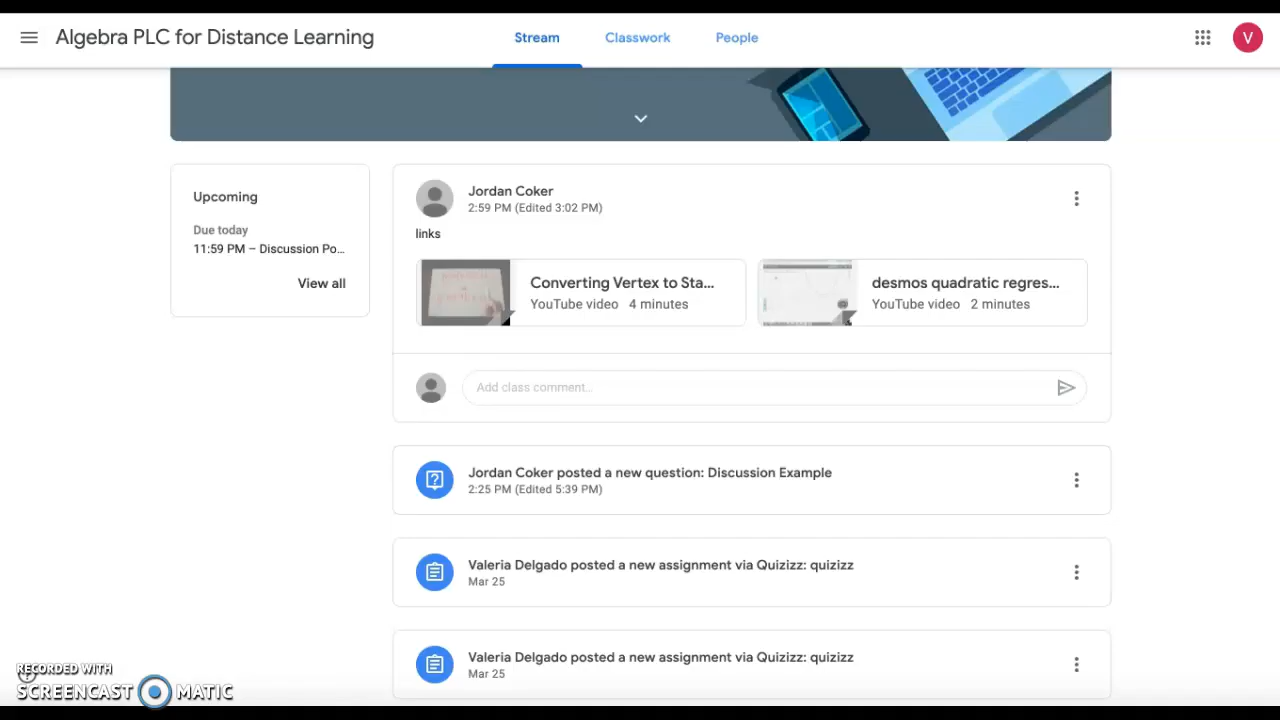 Algebra PLC for Distance Learning
Stream
Classwork
People
V
Upcoming
Due today
11:59 PM – Discussion Po...
View all
Jordan Coker
2:59 PM (Edited 3:02 PM)
links
Converting Vertex to Sta...
YouTube video 4 minutes
desmos quadratic regres...
YouTube video 2 minutes
Add class comment...
Jordan Coker posted a new question: Discussion Example
2:25 PM (Edited 5:39 PM)
Valeria Delgado posted a new assignment via Quizizz: quizizz
Mar 25
Valeria Delgado posted a new assignment via Quizizz: quizizz
Mar 25
RECORDED WITH
SCREENCAST MATIC